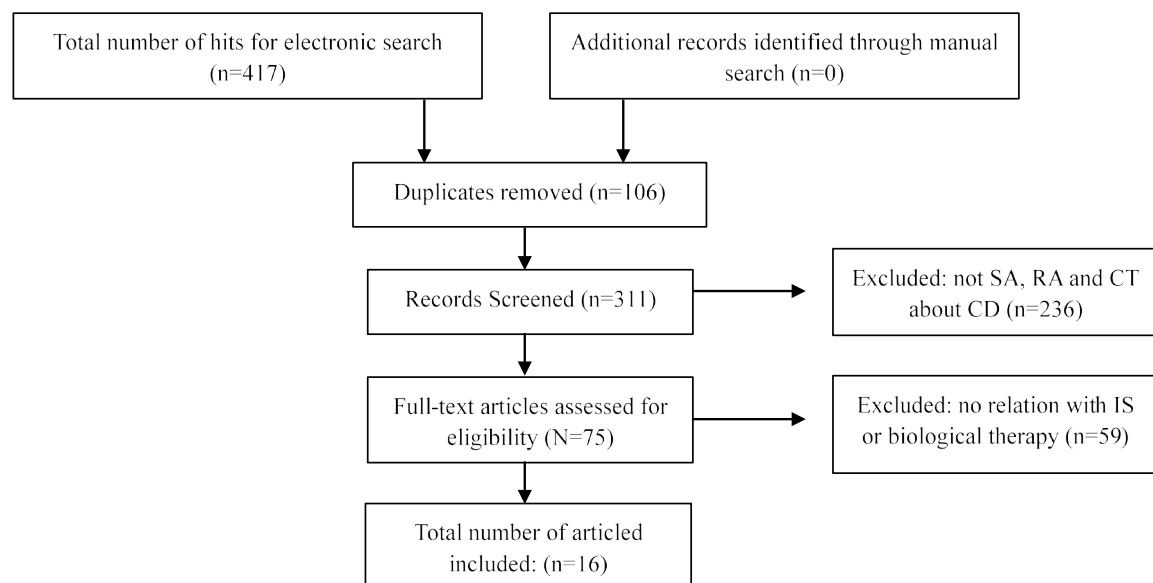 Total number of hits for electronic search
(n=417)
Additional records identified through manual
search (n=0)
Duplicates removed (n=106)
Records Screened (n=311)
Excluded: not SA, RA and CT
about CD (n=236)
Full-text articles assessed for
eligibility (N=75)
Excluded: no relation with IS
or biological therapy (n=59)
Total number of articled
included: (n=16)